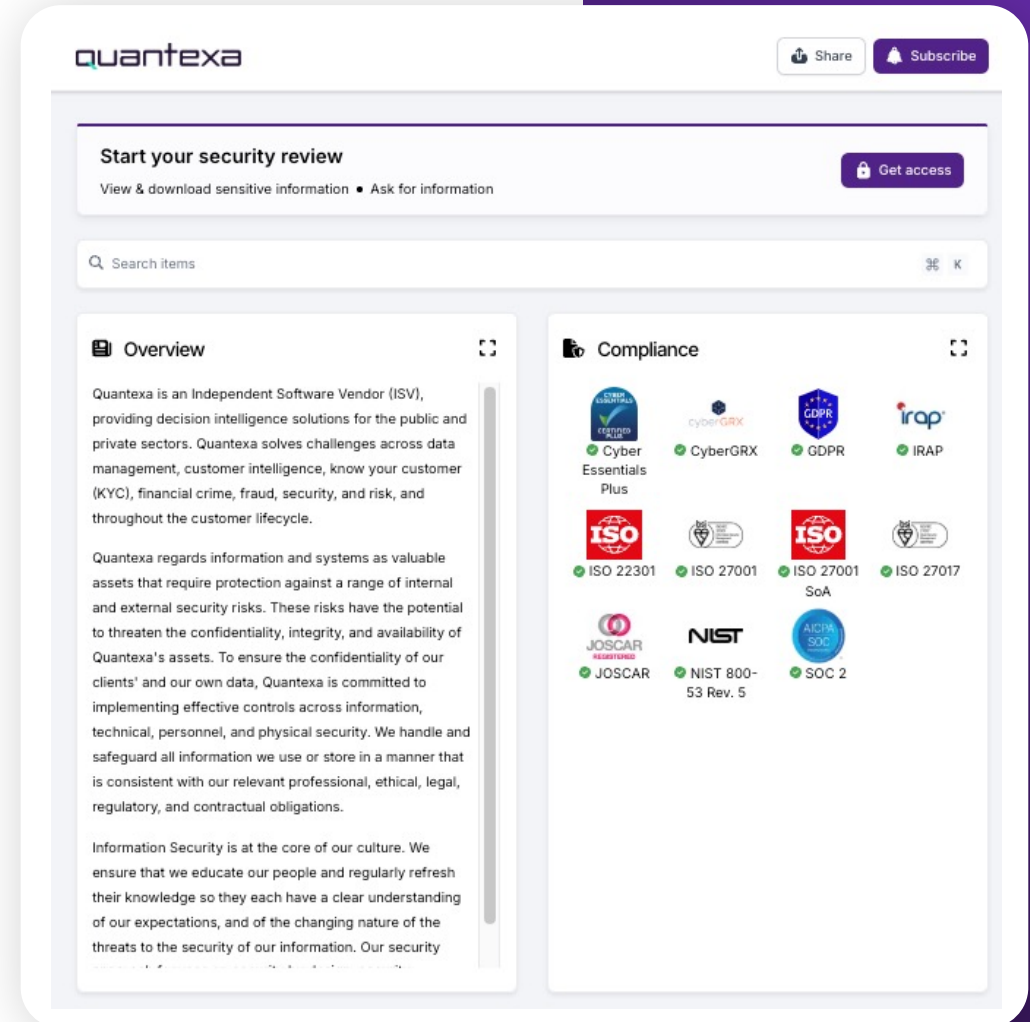 quantexa
Share
Subscribe
Start your security review
View & download sensitive information • Ask for information
Get access
Search items
⌘ K
Overview
Quantexa is an Independent Software Vendor (ISV),
providing decision intelligence solutions for the public and
private sectors. Quantexa solves challenges across data
management, customer intelligence, know your customer
(KYC), financial crime, fraud, security, and risk, and
throughout the customer lifecycle.
Quantexa regards information and systems as valuable
assets that require protection against a range of internal
and external security risks. These risks have the potential
to threaten the confidentiality, integrity, and availability of
Quantexa's assets. To ensure the confidentiality of our
clients' and our own data, Quantexa is committed to
implementing effective controls across information,
technical, personnel, and physical security. We handle and
safeguard all information we use or store in a manner that
is consistent with our relevant professional, ethical, legal,
regulatory, and contractual obligations.
Information Security is at the core of our culture. We
ensure that we educate our people and regularly refresh
their knowledge so they each have a clear understanding
of our expectations, and of the changing nature of the
threats to the security of our information. Our security
Compliance
CYBER
ESSENTIALS
CERTIFIED
PLUS
Cyber
Essentials
Plus
cyberGRX
CyberGRX
GDPR
GDPR
irap
IRAP
ISO
ISO 22301
bsi
ISO 27001
ISO
ISO 27001
SoA
bsi
ISO 27017
JOSCAR
REGISTERED
JOSCAR
NIST
NIST 800-
53 Rev. 5
AICPA
SOC
SOC 2